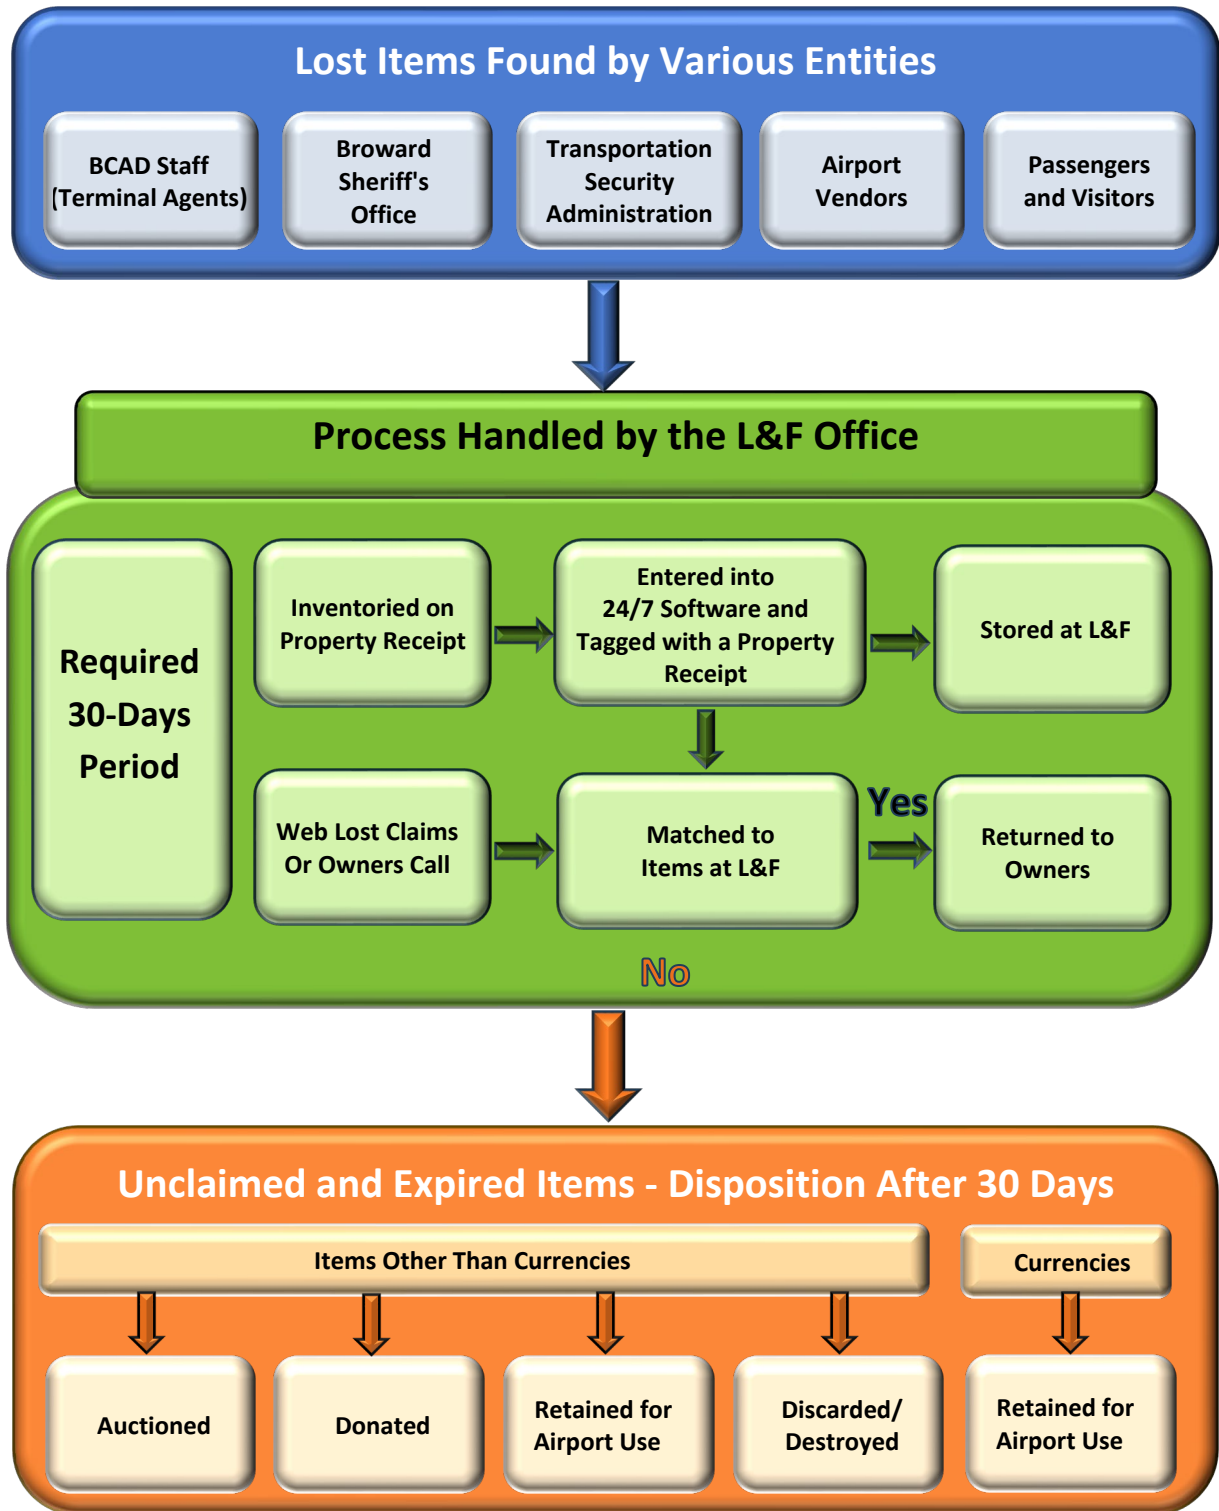 Lost Items Found by Various Entities
BCAD Staff
(Terminal Agents)
Broward
Sheriff's
Office
Transportation
Security
Administration
Airport
Vendors
Passengers
and Visitors
Process Handled by the L&F Office
Required
30-Days
Period
Inventoried on
Property Receipt
Entered into
24/7 Software and
Tagged with a Property
Receipt
Stored at L&F
Web Lost Claims
Or Owners Call
Matched to
Items at L&F
Yes
Returned to
Owners
No
Unclaimed and Expired Items - Disposition After 30 Days
Items Other Than Currencies
Currencies
Auctioned
Donated
Retained for
Airport Use
Discarded/
Destroyed
Retained for
Airport Use